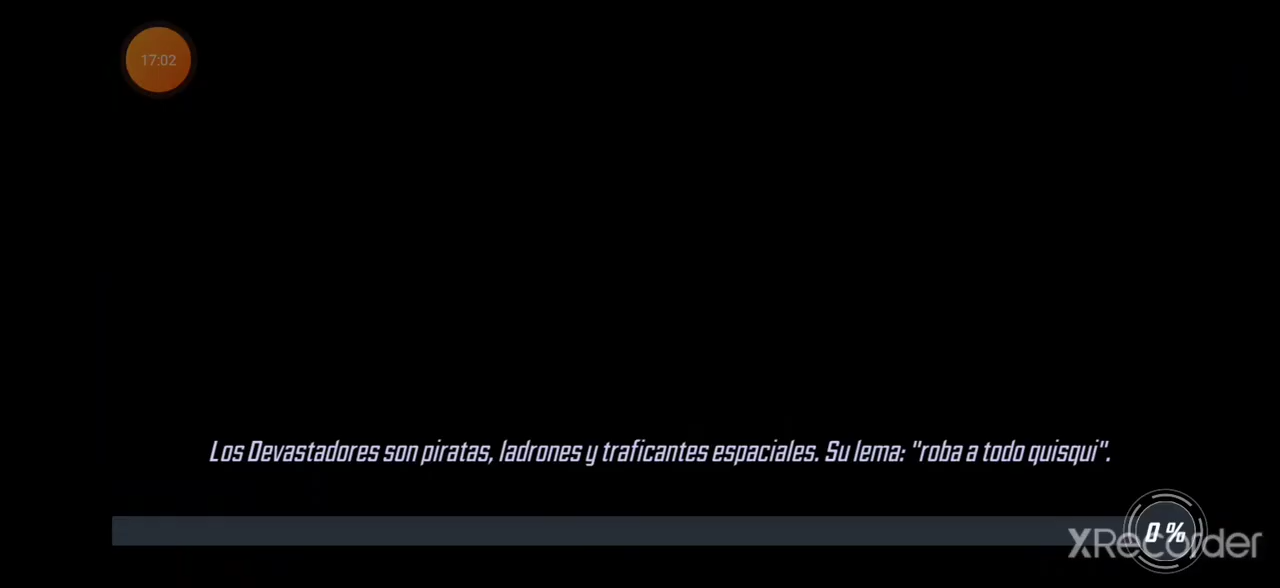 17:02
Los Devastadores son piratas, ladrones y traficantes espaciales. Su lema: "roba a todo quisqui".
0 %
XRecorder